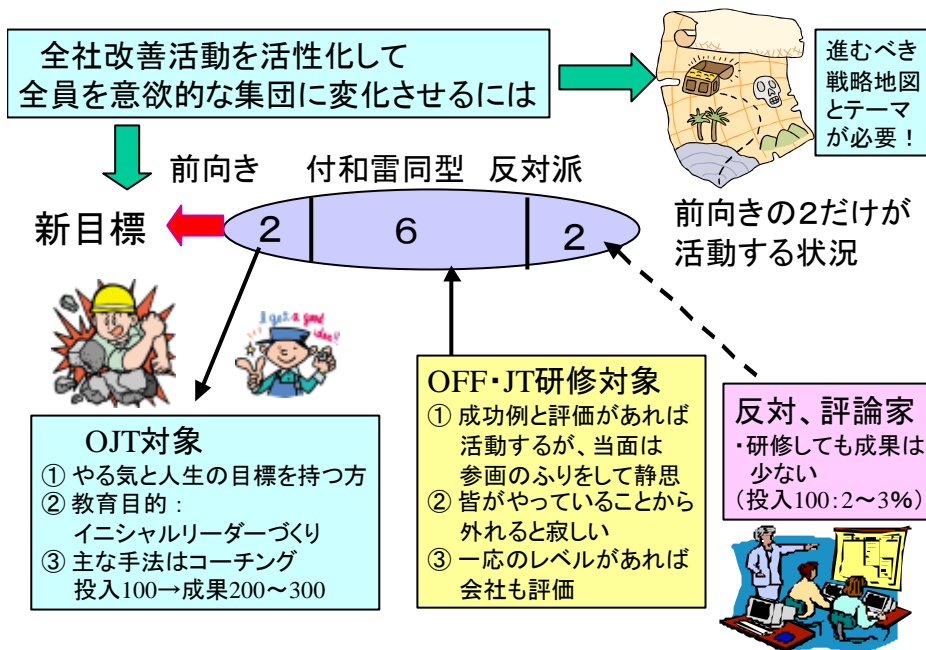 全社改善活動を活性化して
全員を意欲的な集団に変化させるには
進むべき
戦略地図
とテーマ
が必要！
前向き　付和雷同型　反対派
新目標
2
6
2
前向きの2だけが
活動する状況
I get a good
idea!!
OJT対象
① やる気と人生の目標を持つ方
② 教育目的：
イニシャルリーダーづくり
③ 主な手法はコーチング
投入100→成果200～300
OFF・JT研修対象
① 成功例と評価があれば
活動するが、当面は
参画のふりをして静思
② 皆がやっていることから
外れると寂しい
③ 一応のレベルがあれば
会社も評価
反対、評論家
・研修しても成果は
少ない
（投入100：2～3%）